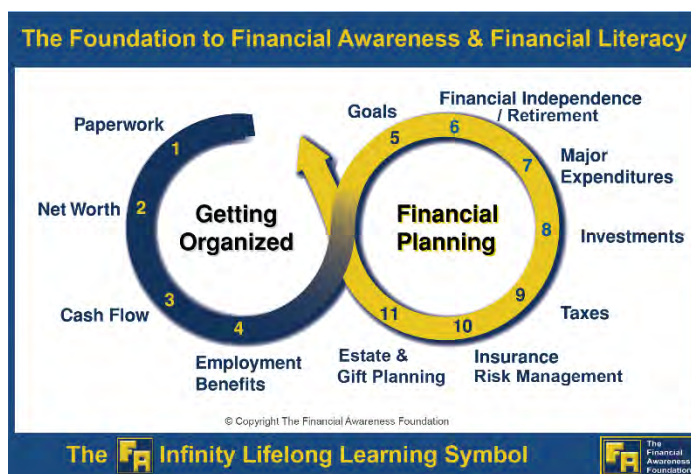 The Foundation to Financial Awareness & Financial Literacy
Paperwork
1
Net Worth
2
Cash Flow
3
4
Employment
Benefits
Getting
Organized
Goals
5
Financial Independence
/ Retirement
6
7
Major
Expenditures
8
Investments
9
Taxes
10
Insurance
Risk Management
11
Estate &
Gift Planning
Financial
Planning
© Copyright The Financial Awareness Foundation
The FA Infinity Lifelong Learning Symbol
FA
The
Financial
Awareness
Foundation